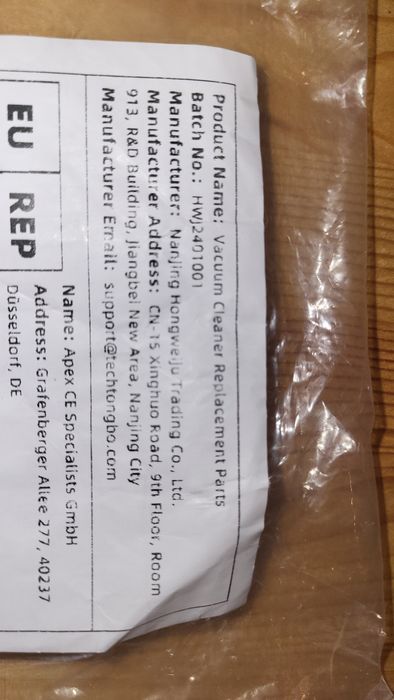 Product Name: Vacuum Cleaner Replacement Parts
Batch No.: HWJ2401001
Manufacturer: Nanjing Hongweiju Trading Co., Ltd.
Manufacturer Address: CN-15 Xinghuo Road, 9th Floor, Room
913, R&D Building, Jiangbei New Area, Nanjing City
Manufacturer Email: support@techtongbo.com
EU REP
Name: Apex CE Specialists GmbH
Address: Grafenberger Allee 277, 40237
Düsseldorf, DE